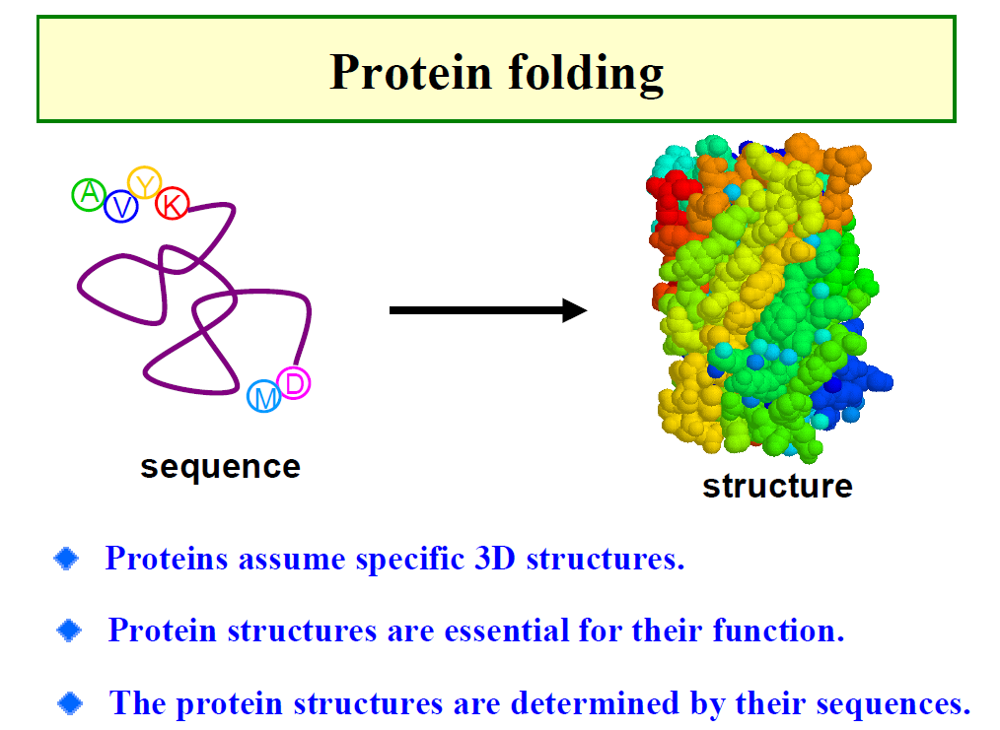 Protein folding
A V Y K
M D
sequence
structure
Proteins assume specific 3D structures.
Protein structures are essential for their function.
The protein structures are determined by their sequences.